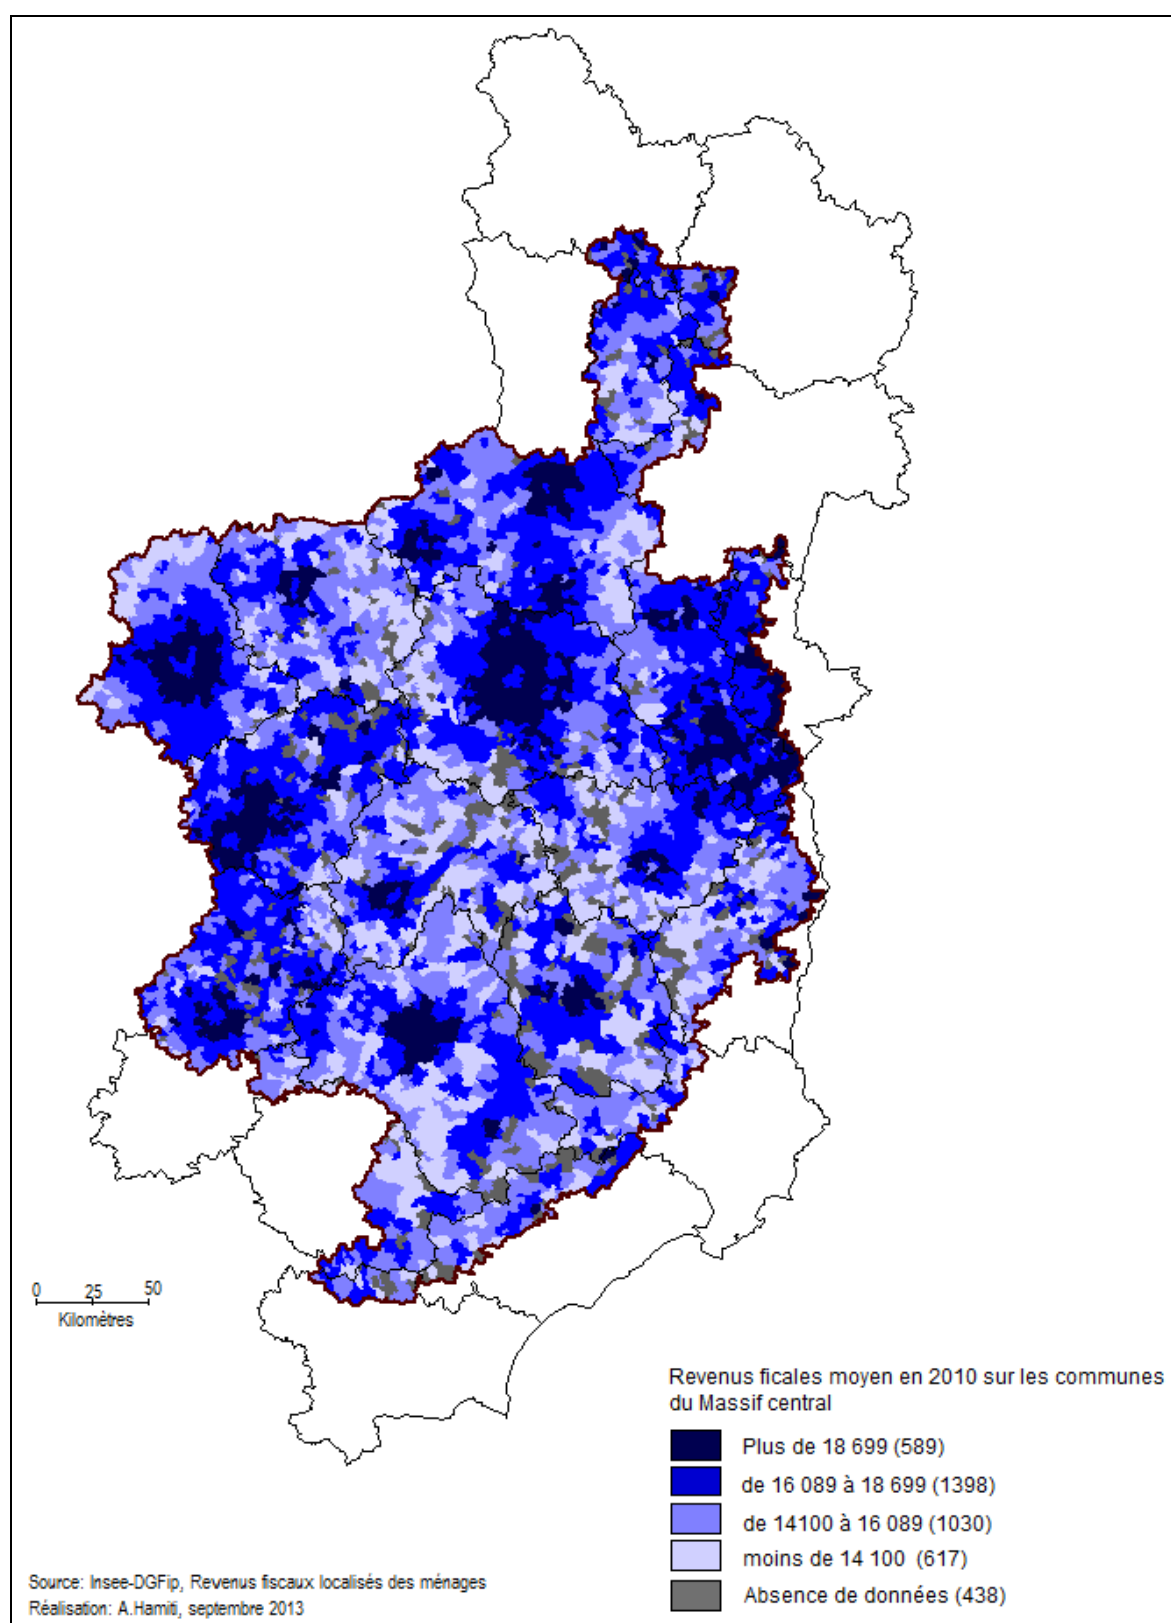 0 25 50
Kilomètres
Revenus ficales moyen en 2010 sur les communes
du Massif central
Plus de 18 699 (589)
de 16 089 à 18 699 (1398)
de 14100 à 16 089 (1030)
moins de 14 100 (617)
Absence de données (438)
Source: Insee-DGFip, Revenus fiscaux localisés des ménages
Réalisation: A.Hamiti, septembre 2013